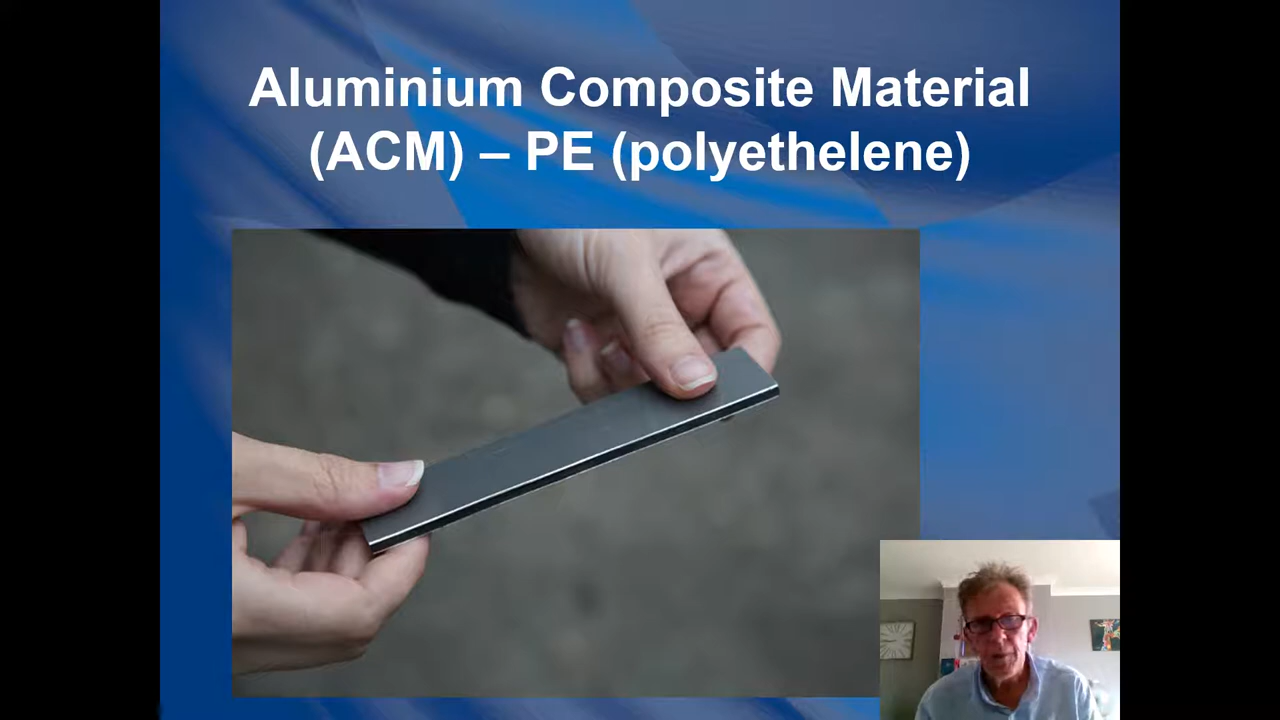 Aluminium Composite Material
(ACM) – PE (polyethelene)